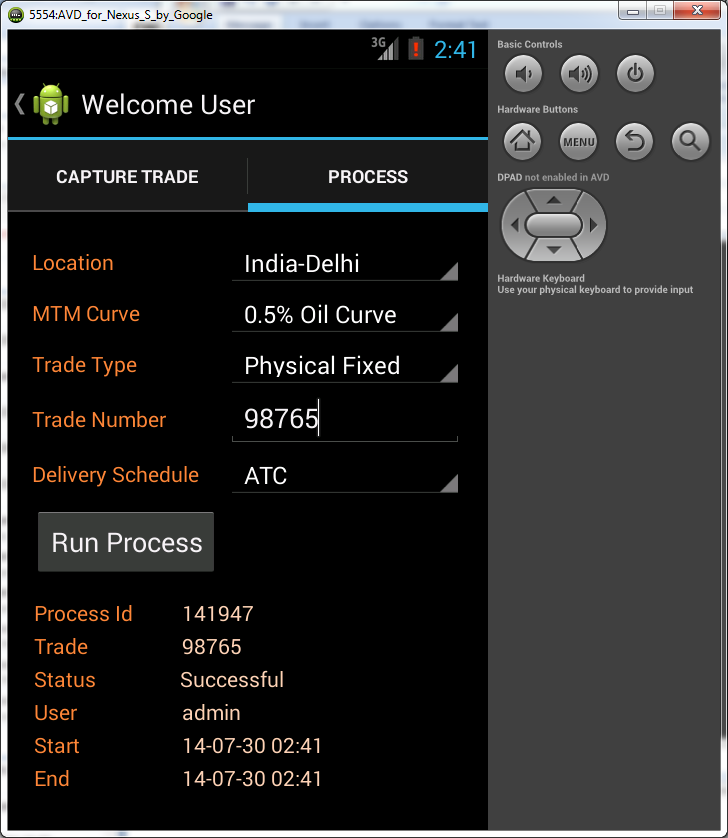 5554:AVD_for_Nexus_S_by_Google
3G 2:41
Welcome User
CAPTURE TRADE PROCESS
Location India-Delhi
MTM Curve 0.5% Oil Curve
Trade Type Physical Fixed
Trade Number 98765
Delivery Schedule ATC
Run Process
Process Id 141947
Trade 98765
Status Successful
User admin
Start 14-07-30 02:41
End 14-07-30 02:41
Basic Controls
Hardware Buttons
MENU
DPAD not enabled in AVD
Hardware Keyboard
Use your physical keyboard to provide input